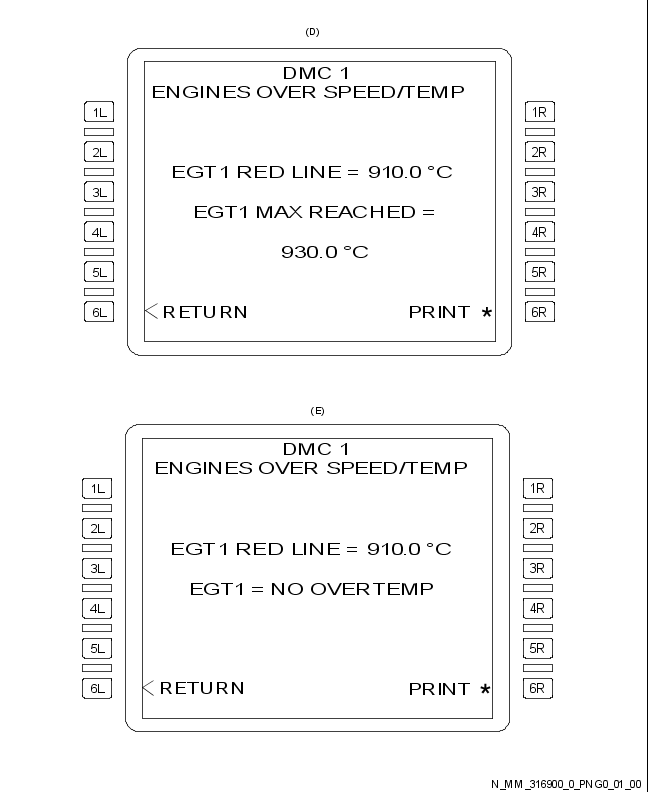 (D)
DMC 1
ENGINES OVER SPEED/TEMP
1L 1R
2L 2R
EGT1 RED LINE = 910.0 °C
3L 3R
EGT1 MAX REACHED =
4L 4R
930.0 °C
5L 5R
6L <RETURN PRINT * 6R
(E)
DMC 1
ENGINES OVER SPEED/TEMP
1L 1R
2L 2R
EGT1 RED LINE = 910.0 °C
3L 3R
EGT1 = NO OVERTEMP
4L 4R
5L 5R
6L <RETURN PRINT * 6R
N_MM_316900_0_PNG0_01_00